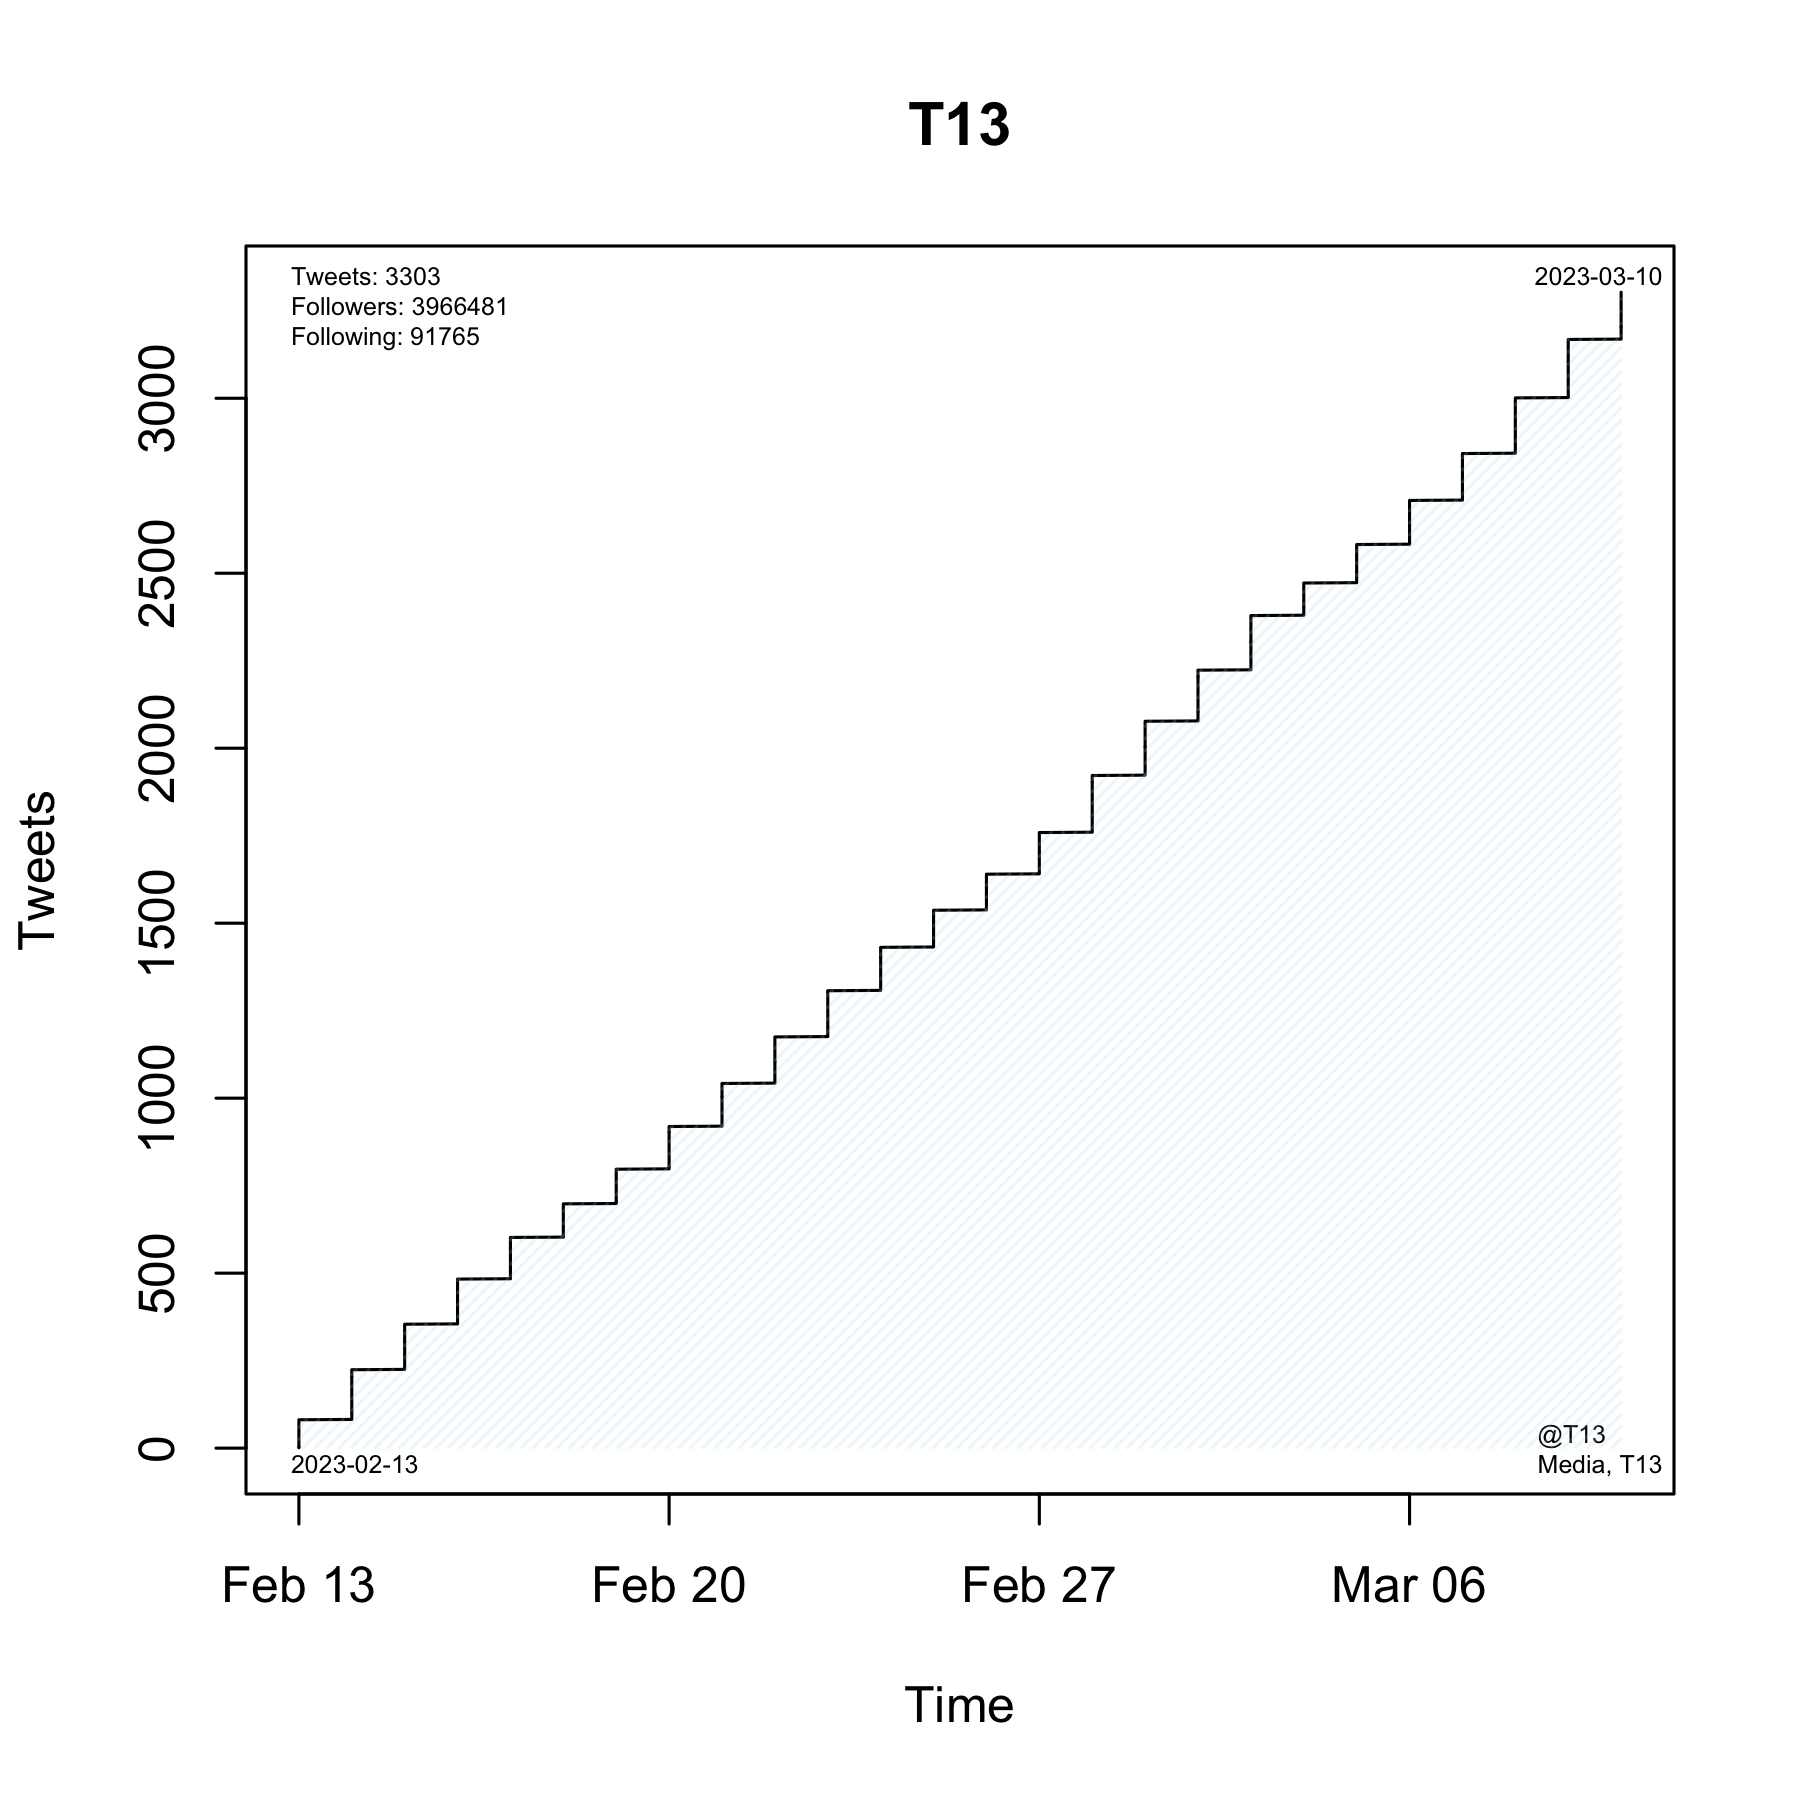 T13
Tweets: 3303
Followers: 3966481
Following: 91765
2023-03-10
Tweets
3000
2500
2000
1500
1000
500
0
2023-02-13
@T13
Media, T13
Feb 13
Feb 20
Feb 27
Mar 06
Time